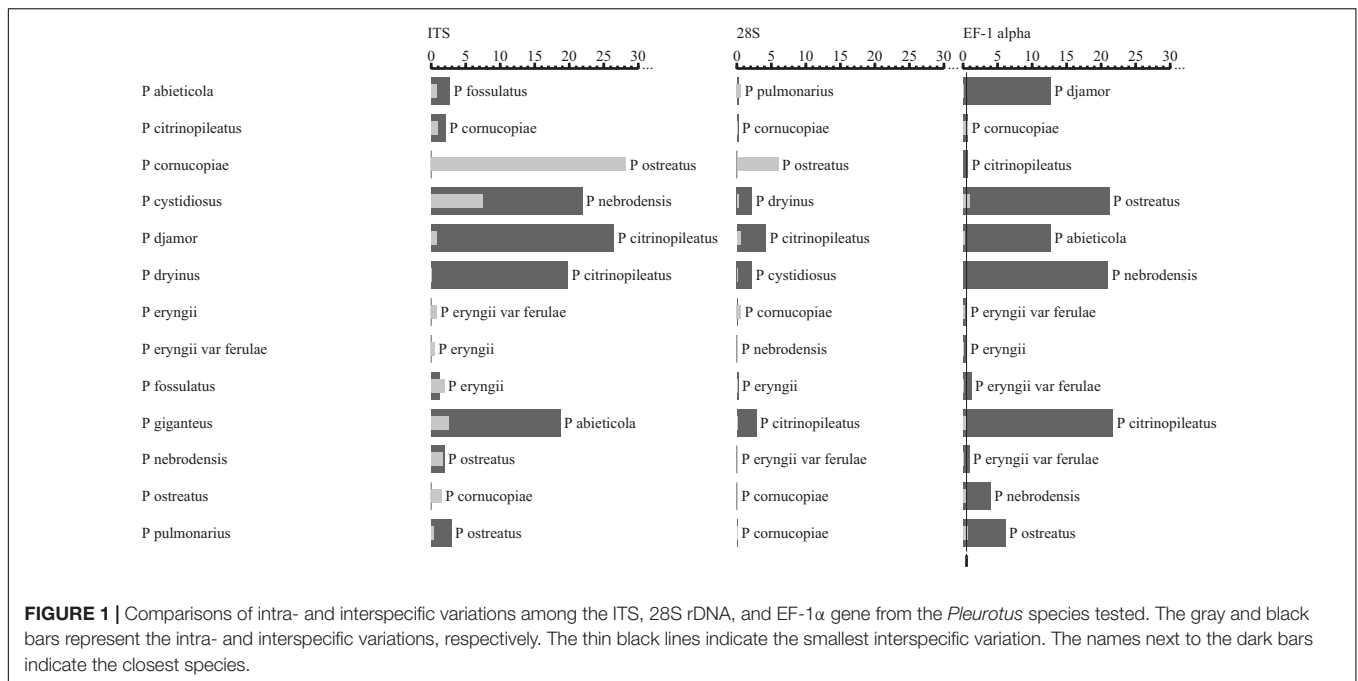 ITS 28S EF-1 alpha
0 5 10 15 20 25 30 ... 0 5 10 15 20 25 30 ... 0 5 10 15 20 25 30 ...
P abieticola P fossulatus P pulmonarius P djamor
P citrinopileatus P cornucopiae P cornucopiae P cornucopiae
P cornucopiae P ostreatus P ostreatus P citrinopileatus
P cystidiosus P nebrodensis P dryinus P ostreatus
P djamor P citrinopileatus P citrinopileatus P abieticola
P dryinus P citrinopileatus P cystidiosus P nebrodensis
P eryngii P eryngii var ferulae P cornucopiae P eryngii var ferulae
P eryngii var ferulae P eryngii P nebrodensis P eryngii
P fossulatus P eryngii P eryngii P eryngii var ferulae
P giganteus P abieticola P citrinopileatus P citrinopileatus
P nebrodensis P ostreatus P eryngii var ferulae P eryngii var ferulae
P ostreatus P cornucopiae P cornucopiae P nebrodensis
P pulmonarius P ostreatus P cornucopiae P ostreatus
FIGURE 1 | Comparisons of intra- and interspecific variations among the ITS, 28S rDNA, and EF-1α gene from the Pleurotus species tested. The gray and black
bars represent the intra- and interspecific variations, respectively. The thin black lines indicate the smallest interspecific variation. The names next to the dark bars
indicate the closest species.